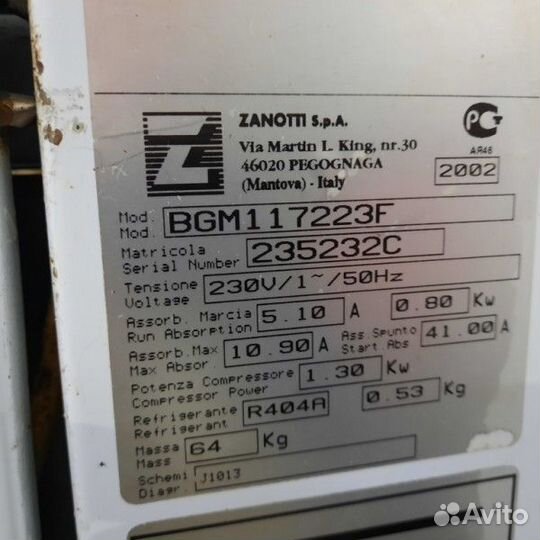 ZANOTTI S.p.A.
Via Martin L. King, nr.30
46020 PEGOGNAGA
(Mantova) - Italy
PCT
АЯ46
2002
Mod.
Mod. BGM117223F
Matricola
Serial Number 235232C
Tensione
Voltage 230V/1~/50Hz
Assorb. Marcia
Run Absorption 5.10 A 0.80 Kw
Assorb.Max
Max Absor. 10.90 A Ass.Spunto
Start.Abs 41.00 A
Potenza Compressore
Compressor Power 1.30 Kw
Refrigerante
Refrigerant R404A 0.53 Kg
Massa
Mass 64 Kg
Schemi
Diagr. J1013
Avito